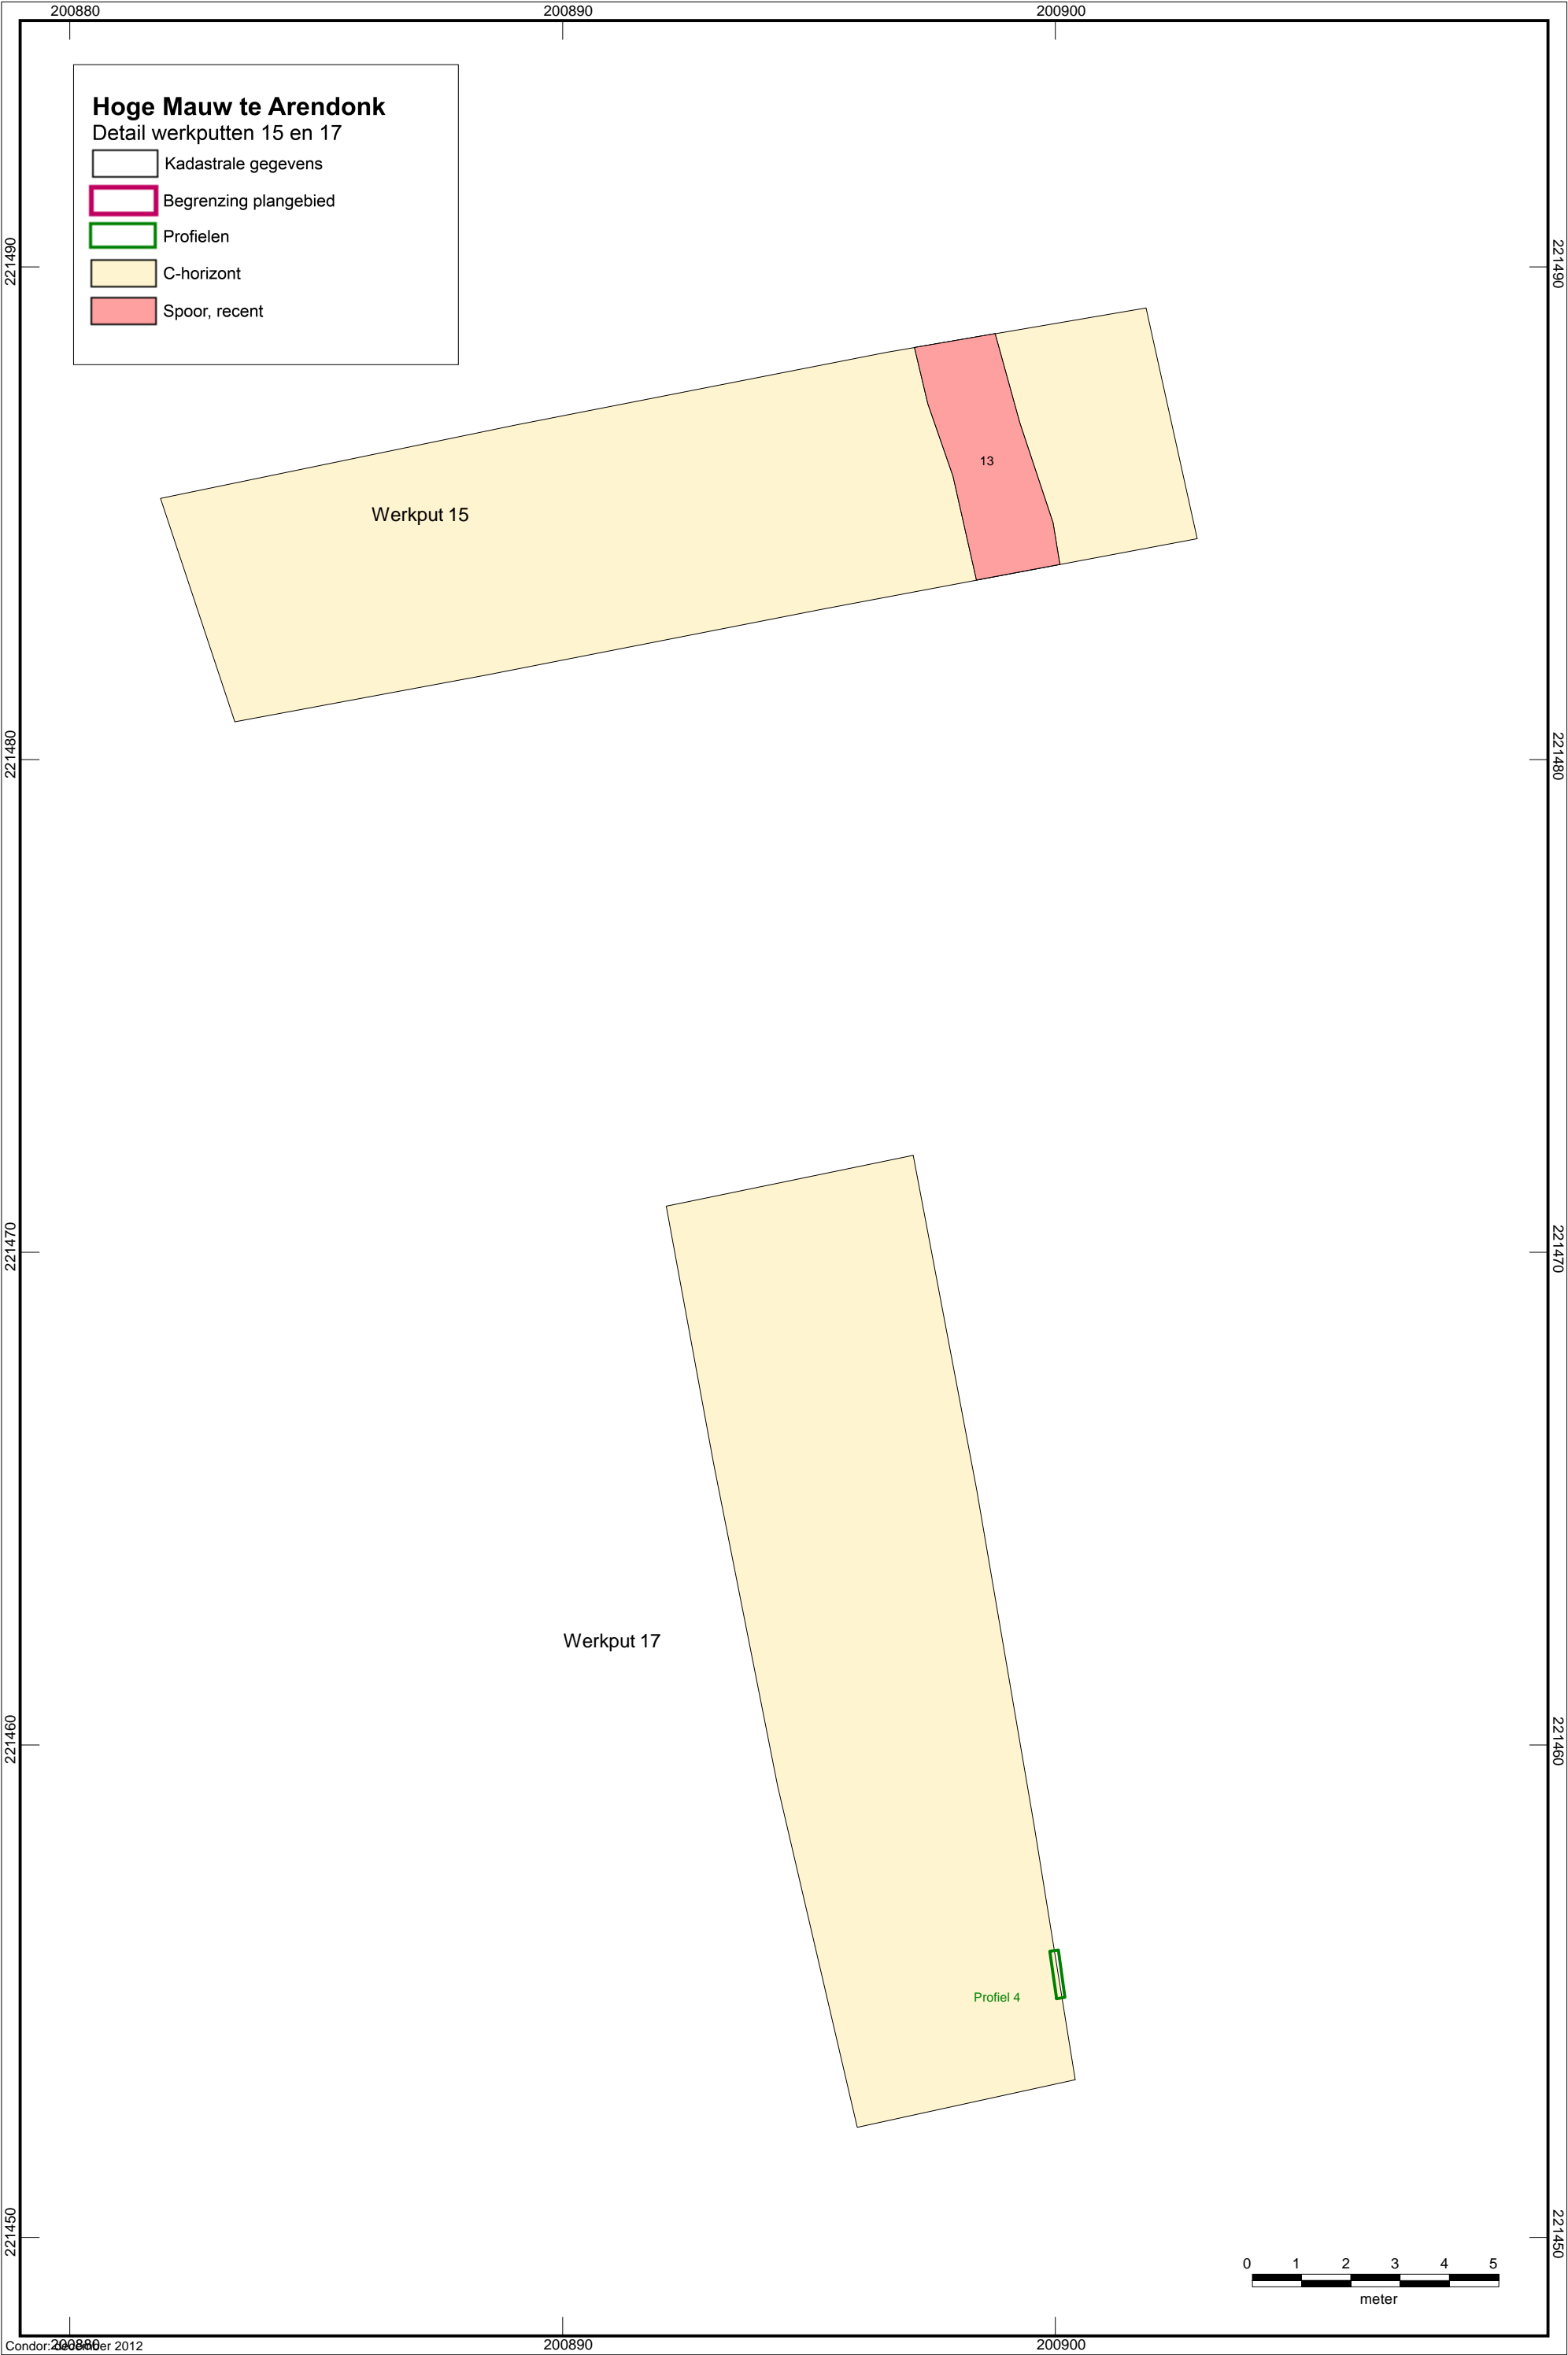 200880 200890 200900
Hoge Mauw te Arendonk
Detail werkputten 15 en 17
Kadastrale gegevens
Begrenzing plangebied
Profielen
C-horizont
Spoor, recent
221490 221490
13
Werkput 15
221480 221480
221470 221470
Werkput 17
221460 221460
Profiel 4
221450 221450
0 1 2 3 4 5
meter
Condor: december 2012
200880 200890 200900